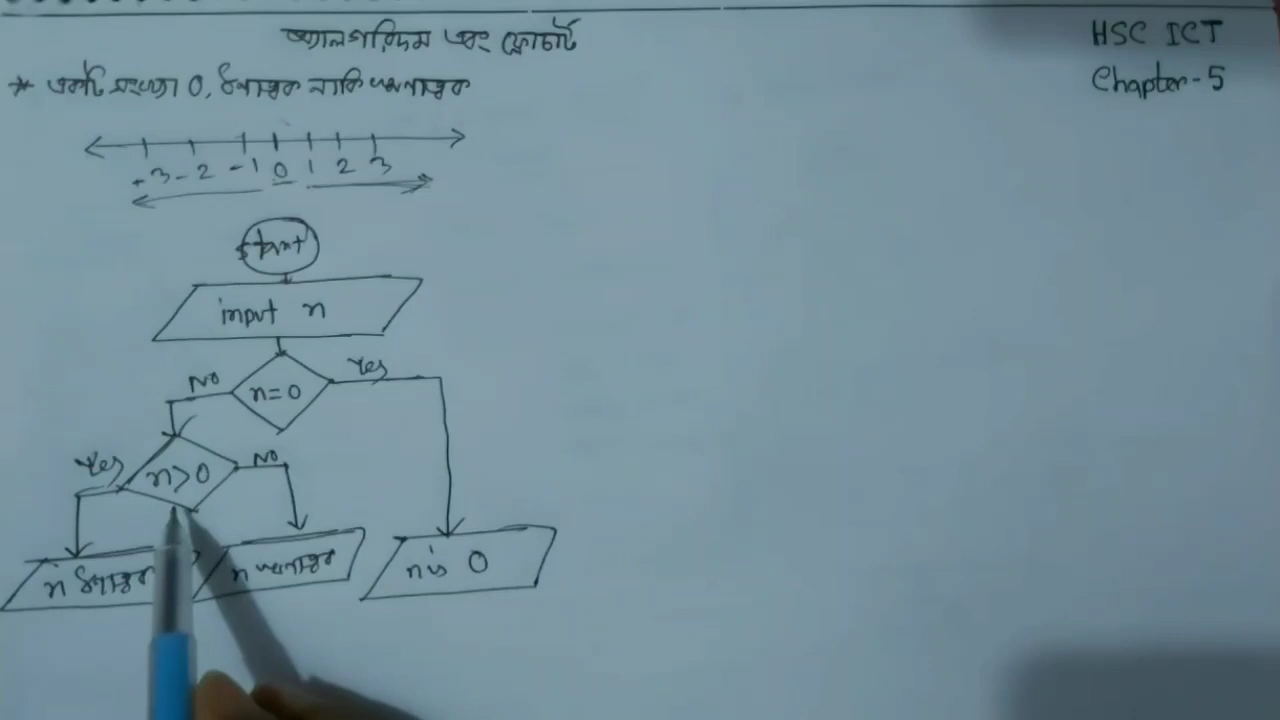 অ্যালগরিদম এবং ফ্লোচার্ট
HSC ICT
Chapter-5
* একটি সংখ্যা 0, ধনাত্মক নাকি ঋণাত্মক
-3 -2 -1 0 1 2 3
start
input n
n=0
No
Yes
n>0
Yes
No
n ধনাত্মক
n ঋণাত্মক
n is 0